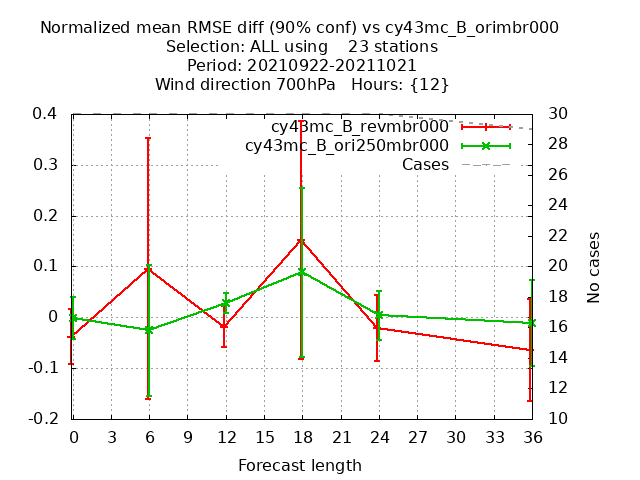 Normalized mean RMSE diff (90% conf) vs cy43mc_B_orimbr000
Selection: ALL using    23 stations
Period: 20210922-20211021
Wind direction 700hPa   Hours: {12}
cy43mc_B_revmbr000
cy43mc_B_ori250mbr000
Cases
0.4
0.3
0.2
0.1
0
-0.1
-0.2
30
28
26
24
22
20
18
16
14
12
10
No cases
0 3 6 9 12 15 18 21 24 27 30 33 36
Forecast length